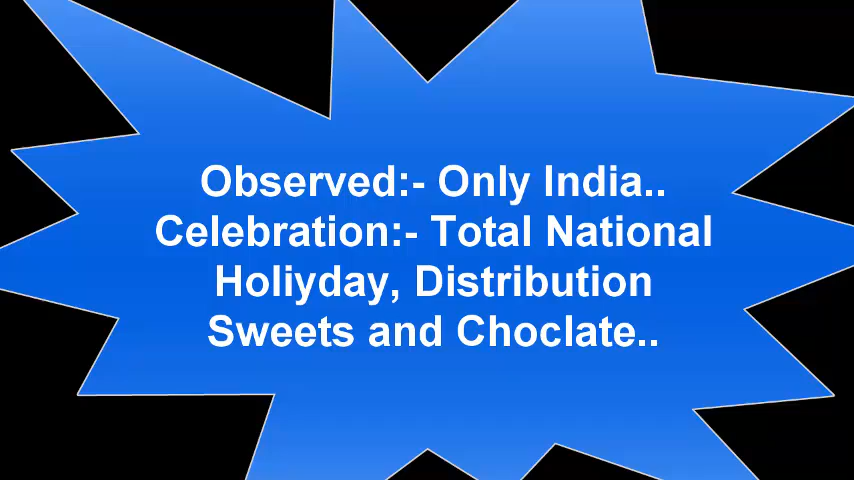 Observed:- Only India..
Celebration:- Total National
Holiyday, Distribution
Sweets and Choclate..